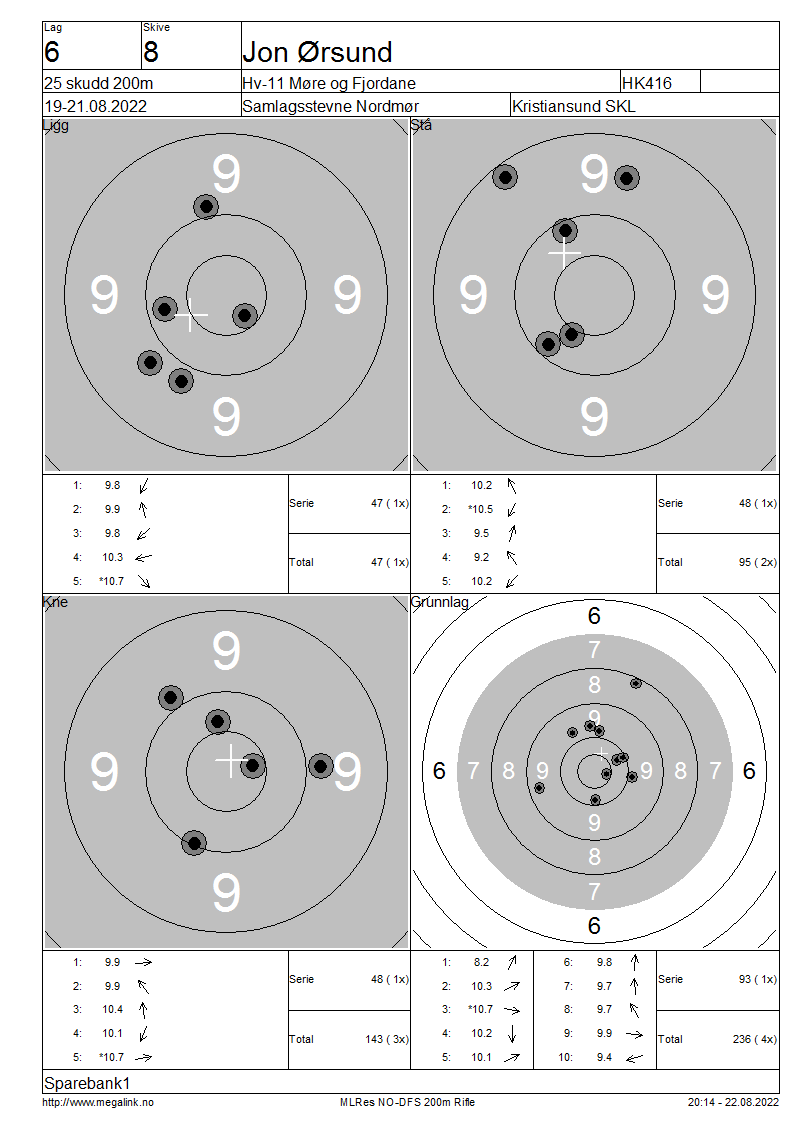 Lag Skive
6 8 Jon Ørsund
25 skudd 200m Hv-11 Møre og Fjordane HK416
19-21.08.2022 Samlagsstevne Nordmør Kristiansund SKL
Ligg
9
9 9
9
1: 9.8
2: 9.9
3: 9.8
4: 10.3
5: *10.7
Serie 47 ( 1x)
Total 47 ( 1x)
Stå
9
9 9
9
1: 10.2
2: *10.5
3: 9.5
4: 9.2
5: 10.2
Serie 48 ( 1x)
Total 95 ( 2x)
Kne
9
9 9
9
1: 9.9
2: 9.9
3: 10.4
4: 10.1
5: *10.7
Serie 48 ( 1x)
Total 143 ( 3x)
Grunnlag
6
7
8
9
6 7 8 9 9 8 7 6
9
8
7
6
1: 8.2 6: 9.8
2: 10.3 7: 9.7
3: *10.7 8: 9.7
4: 10.2 9: 9.9
5: 10.1 10: 9.4
Serie 93 ( 1x)
Total 236 ( 4x)
Sparebank1
http://www.megalink.no MLRes NO-DFS 200m Rifle 20:14 - 22.08.2022